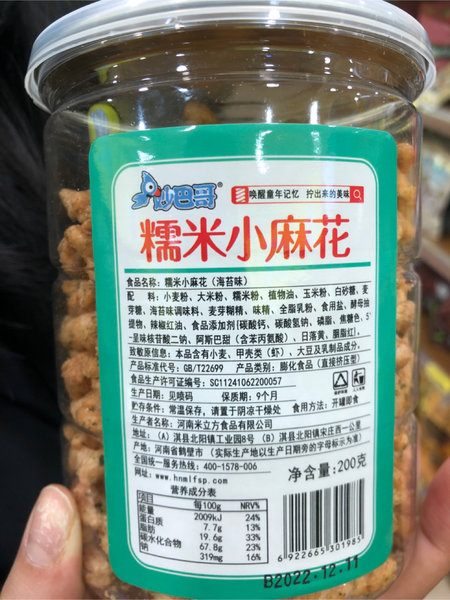 妙巴哥®
唤醒童年记忆 拧出来的美味
糯米小麻花
食品名称：糯米小麻花（海苔味）
配 料：小麦粉、大米粉、糯米粉、植物油、玉米粉、白砂糖、麦
芽糖、海苔调味料、麦芽糊精、味精、全脂乳粉、食用盐、酵母抽
提物、辣椒红油、食品添加剂(碳酸钙、碳酸氢钠、磷脂、焦糖色、5'
-呈味核苷酸二钠、阿斯巴甜（含苯丙氨酸）、日落黄、胭脂红)。
致敏原信息：本品含有小麦、甲壳类（虾）、大豆及乳制品成分。
产品标准代号：GB/T22699 产品类别：膨化食品（直接挤压型）
食品生产许可证编号：SC11241062200057
生产日期：见喷码 保质期：9个月
贮存条件：常温保存，请置于阴凉干燥处 食用方法：开罐即食
生产者名称：河南米立方食品有限公司
地址：（A）淇县北阳镇工业园8号（B）淇县北阳镇宋庄西一公里
产地：河南省鹤壁市 （实际生产地以生产日期旁的字母标示为准）
全国统一服务热线：400-1578-006
www.hnmlfsp.com
净含量：200克
营养成分表
项目 每100g NRV%
能量 2009kJ 24%
蛋白质 7.7g 13%
脂肪 19.6g 33%
碳水化合物 67.8g 23%
钠 319mg 16%
6 922665 301985
B2022.12.11